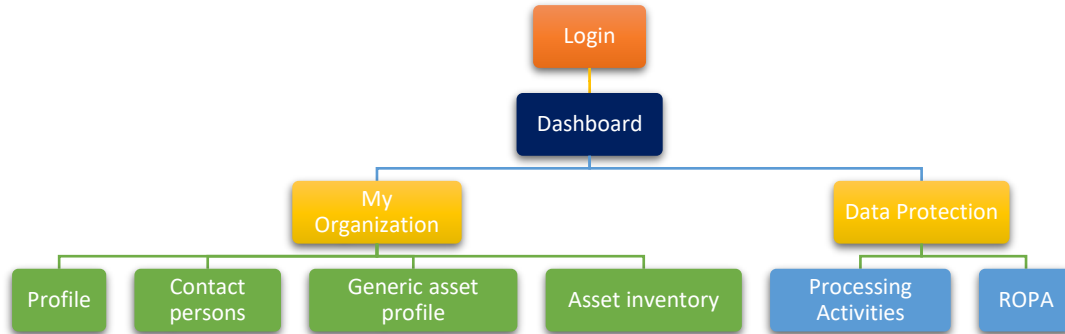 Login
Dashboard
My
Organization
Data Protection
Profile
Contact
persons
Generic asset
profile
Asset inventory
Processing
Activities
ROPA